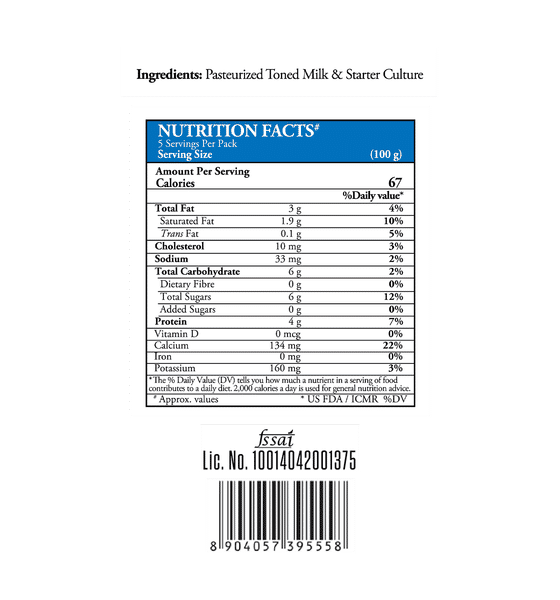 Ingredients: Pasteurized Toned Milk & Starter Culture
NUTRITION FACTS#
5 Servings Per Pack
Serving Size (100 g)
Amount Per Serving
Calories 67
%Daily value*
Total Fat 3 g 4%
Saturated Fat 1.9 g 10%
Trans Fat 0.1 g 5%
Cholesterol 10 mg 3%
Sodium 33 mg 2%
Total Carbohydrate 6 g 2%
Dietary Fibre 0 g 0%
Total Sugars 6 g 12%
Added Sugars 0 g 0%
Protein 4 g 7%
Vitamin D 0 mcg 0%
Calcium 134 mg 22%
Iron 0 mg 0%
Potassium 160 mg 3%
*The % Daily Value (DV) tells you how much a nutrient in a serving of food
contributes to a daily diet. 2,000 calories a day is used for general nutrition advice.
# Approx. values * US FDA / ICMR %DV
fssai
Lic. No. 10014042001375
8 904057 395558